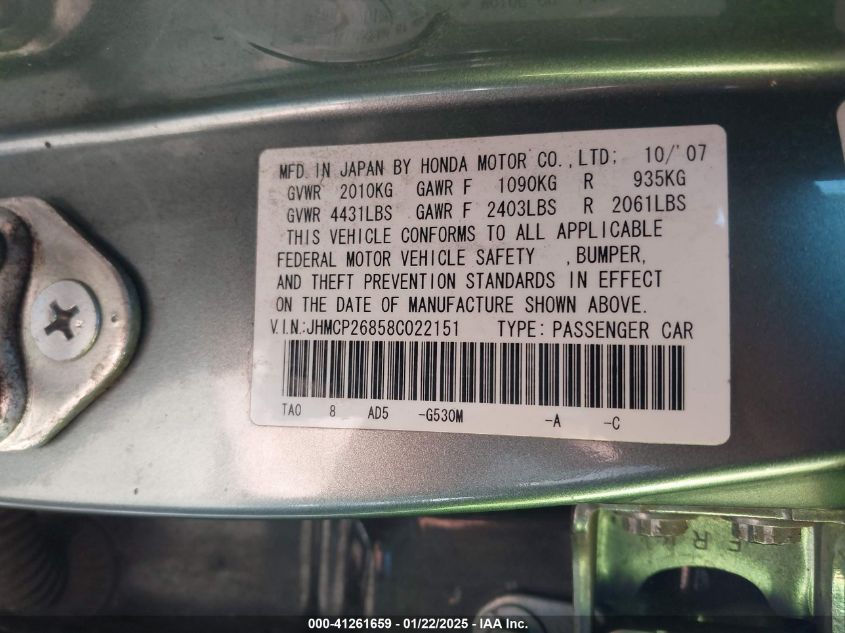 MFD. IN JAPAN BY HONDA MOTOR CO.,LTD; 10/'07
GVWR 2010KG GAWR F 1090KG R 935KG
GVWR 4431LBS GAWR F 2403LBS R 2061LBS
THIS VEHICLE CONFORMS TO ALL APPLICABLE
FEDERAL MOTOR VEHICLE SAFETY ,BUMPER,
AND THEFT PREVENTION STANDARDS IN EFFECT
ON THE DATE OF MANUFACTURE SHOWN ABOVE.
V.I.N.:JHMCP26858C022151 TYPE: PASSENGER CAR
TA0 8 AD5 -G530M -A -C
F R
000-41261659 / 01/22/2025 - IAA Inc.